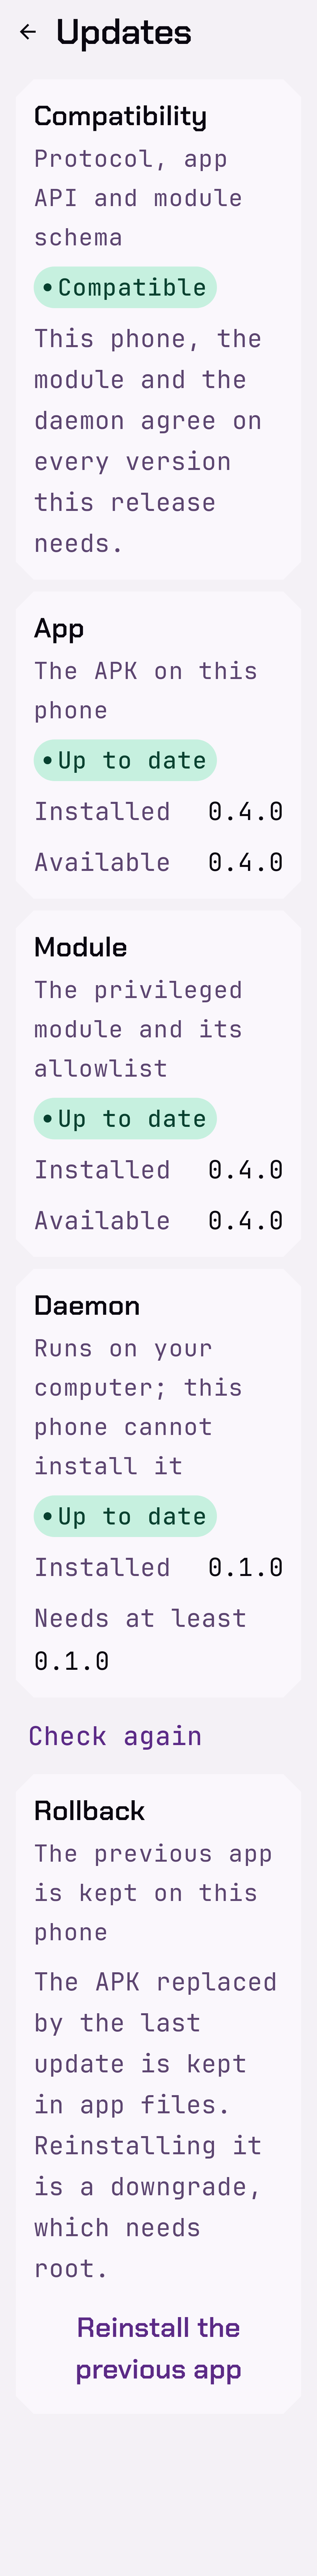 Updates
Compatibility
Protocol, app
API and module
schema
•Compatible
This phone, the
module and the
daemon agree on
every version
this release
needs.
App
The APK on this
phone
•Up to date
Installed 0.4.0
Available 0.4.0
Module
The privileged
module and its
allowlist
•Up to date
Installed 0.4.0
Available 0.4.0
Daemon
Runs on your
computer; this
phone cannot
install it
•Up to date
Installed 0.1.0
Needs at least
0.1.0
Check again
Rollback
The previous app
is kept on this
phone
The APK replaced
by the last
update is kept
in app files.
Reinstalling it
is a downgrade,
which needs
root.
Reinstall the
previous app